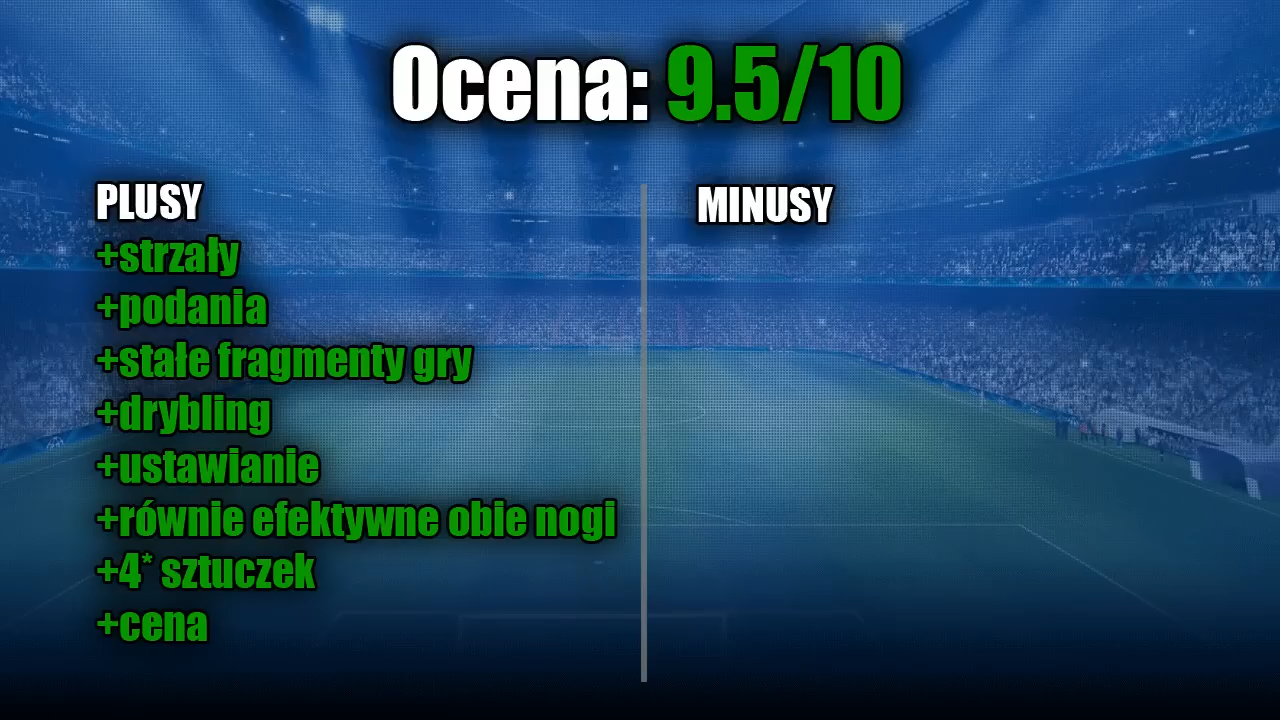 Ocena: 9.5/10
PLUSY
+strzały
+podania
+stałe fragmenty gry
+drybling
+ustawianie
+równie efektywne obie nogi
+4* sztuczek
+cena
MINUSY